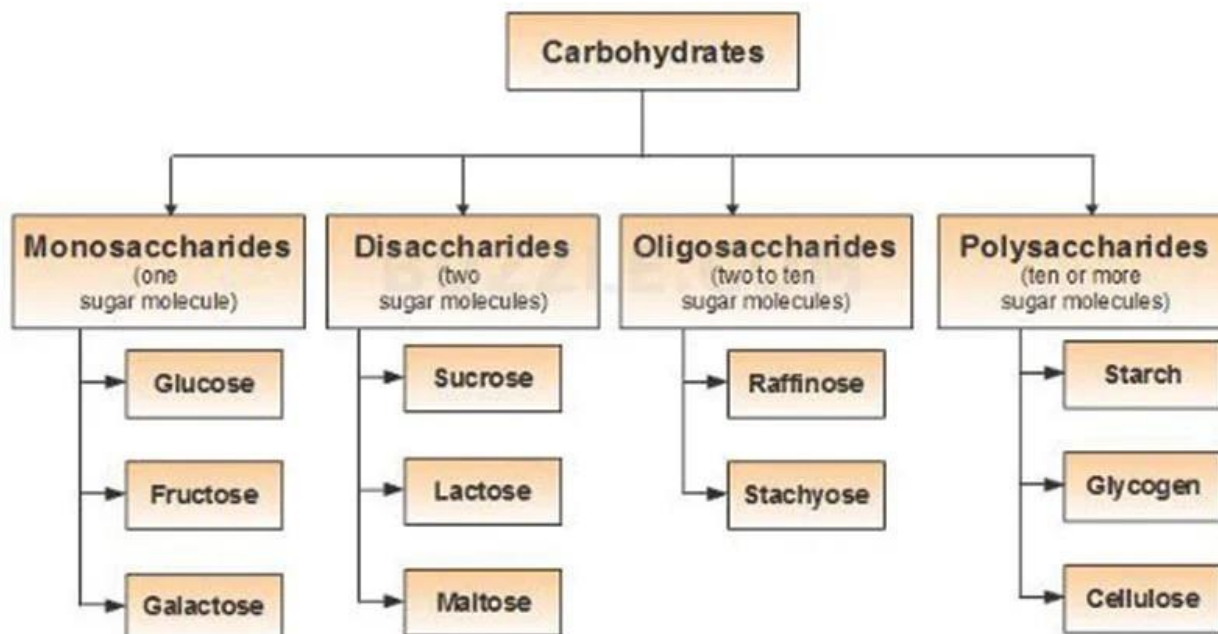 Carbohydrates
Monosaccharides
(one
sugar molecule)
Disaccharides
(two
sugar molecules)
Oligosaccharides
(two to ten
sugar molecules)
Polysaccharides
(ten or more
sugar molecules)
Glucose
Fructose
Galactose
Sucrose
Lactose
Maltose
Raffinose
Stachyose
Starch
Glycogen
Cellulose